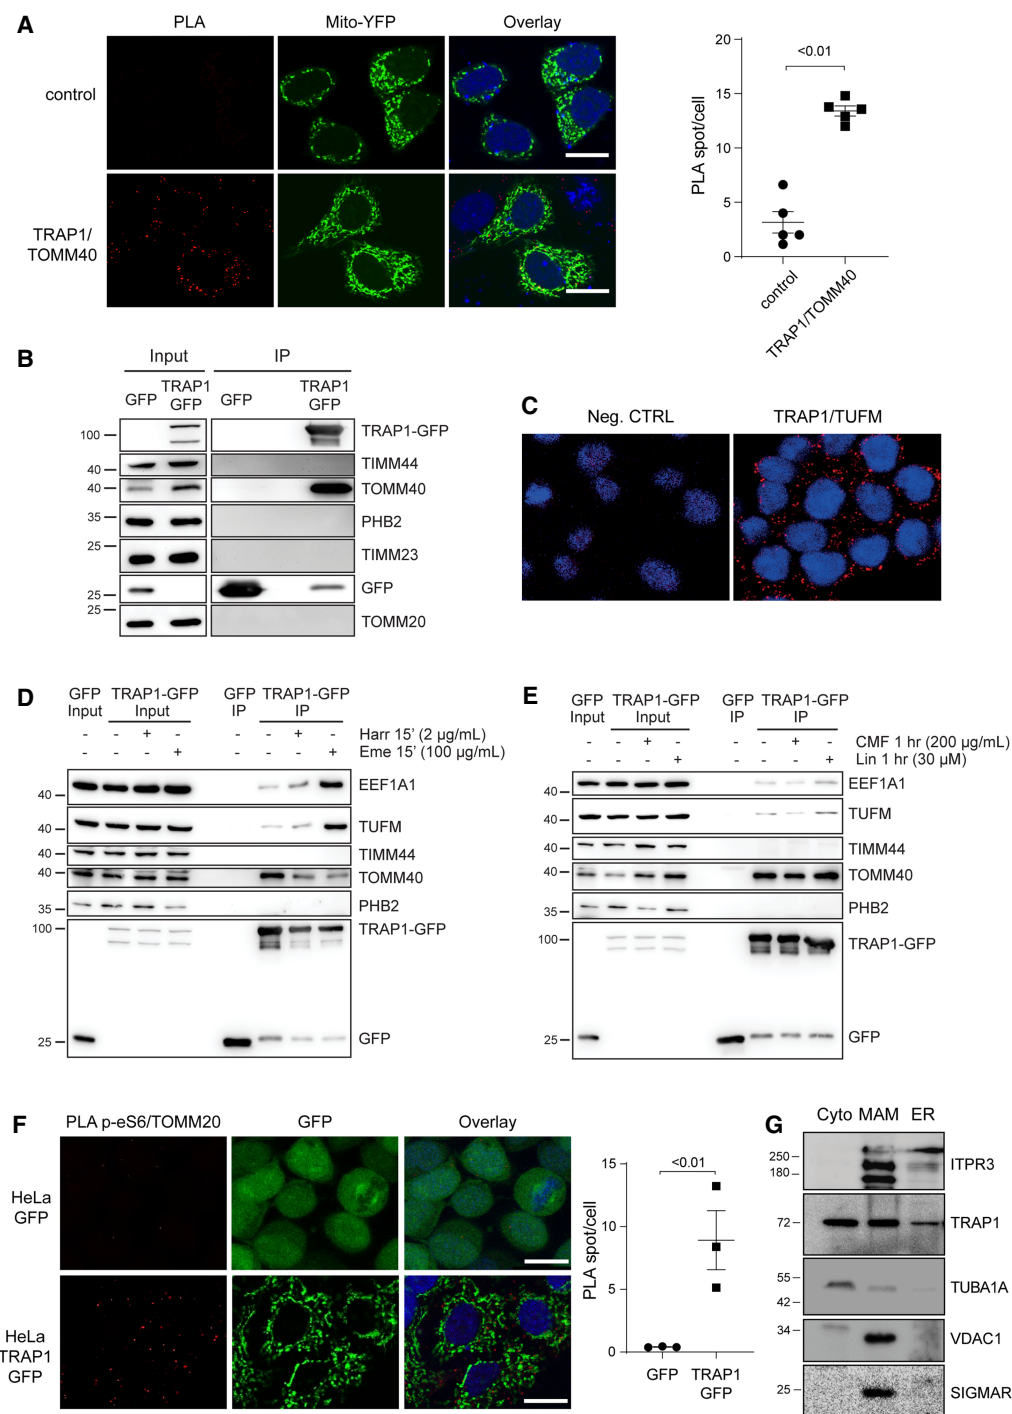 A
PLA
Mito-YFP
Overlay
control
TRAP1/
TOMM40
PLA spot/cell
20
15
10
5
0
<0.01
control
TRAP1/TOMM40
B
Input
IP
GFP
TRAP1
GFP
GFP
TRAP1
GFP
100
TRAP1-GFP
40
TIMM44
40
TOMM40
35
PHB2
25
TIMM23
25
GFP
25
TOMM20
C
Neg. CTRL
TRAP1/TUFM
D
GFP
Input
TRAP1-GFP
Input
GFP
IP
TRAP1-GFP
IP
- - + - - - + - Harr 15' (2 µg/mL)
- - - + - - - + Eme 15' (100 µg/mL)
40
EEF1A1
40
TUFM
40
TIMM44
40
TOMM40
35
PHB2
100
TRAP1-GFP
25
GFP
E
GFP
Input
TRAP1-GFP
Input
GFP
IP
TRAP1-GFP
IP
- - + - - - + - CMF 1 hr (200 µg/mL)
- - - + - - - + Lin 1 hr (30 µM)
40
EEF1A1
40
TUFM
40
TIMM44
40
TOMM40
35
PHB2
100
TRAP1-GFP
25
GFP
F
PLA p-eS6/TOMM20
GFP
Overlay
HeLa
GFP
HeLa
TRAP1
GFP
PLA spot/cell
15
10
5
0
<0.01
GFP
TRAP1
GFP
G
Cyto MAM ER
250
180
ITPR3
72
TRAP1
55
42
TUBA1A
34
VDAC1
25
SIGMAR